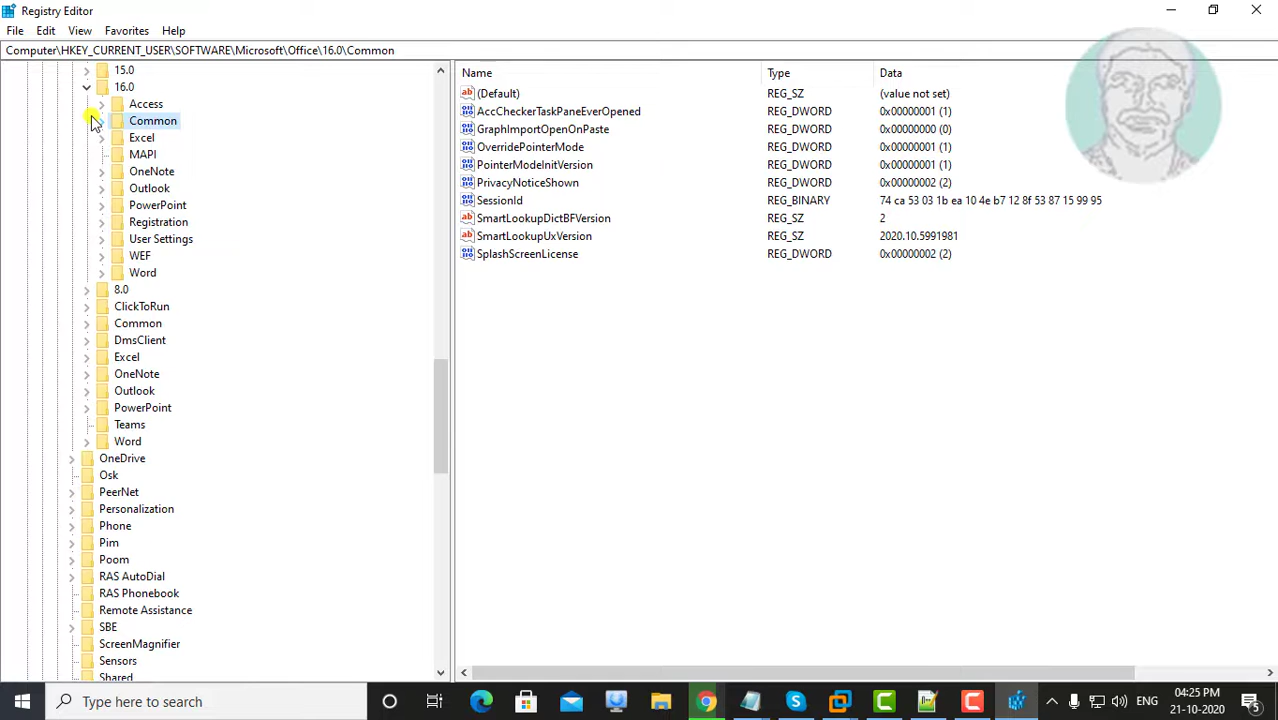 Registry Editor
File Edit View Favorites Help
Computer\HKEY_CURRENT_USER\SOFTWARE\Microsoft\Office\16.0\Common
15.0
16.0
Access
Common
Excel
MAPI
OneNote
Outlook
PowerPoint
Registration
User Settings
WEF
Word
8.0
ClickToRun
Common
DmsClient
Excel
OneNote
Outlook
PowerPoint
Teams
Word
OneDrive
Osk
PeerNet
Personalization
Phone
Pim
Poom
RAS AutoDial
RAS Phonebook
Remote Assistance
SBE
ScreenMagnifier
Sensors
Shared
Name Type Data
(Default) REG_SZ (value not set)
AccCheckerTaskPaneEverOpened REG_DWORD 0x00000001 (1)
GraphImportOpenOnPaste REG_DWORD 0x00000000 (0)
OverridePointerMode REG_DWORD 0x00000001 (1)
PointerModeInitVersion REG_DWORD 0x00000001 (1)
PrivacyNoticeShown REG_DWORD 0x00000002 (2)
SessionId REG_BINARY 74 ca 53 03 1b ea 10 4e b7 12 8f 53 87 15 99 95
SmartLookupDictBFVersion REG_SZ 2
SmartLookupUxVersion REG_SZ 2020.10.5991981
SplashScreenLicense REG_DWORD 0x00000002 (2)
Type here to search
ENG
04:25 PM
21-10-2020
5